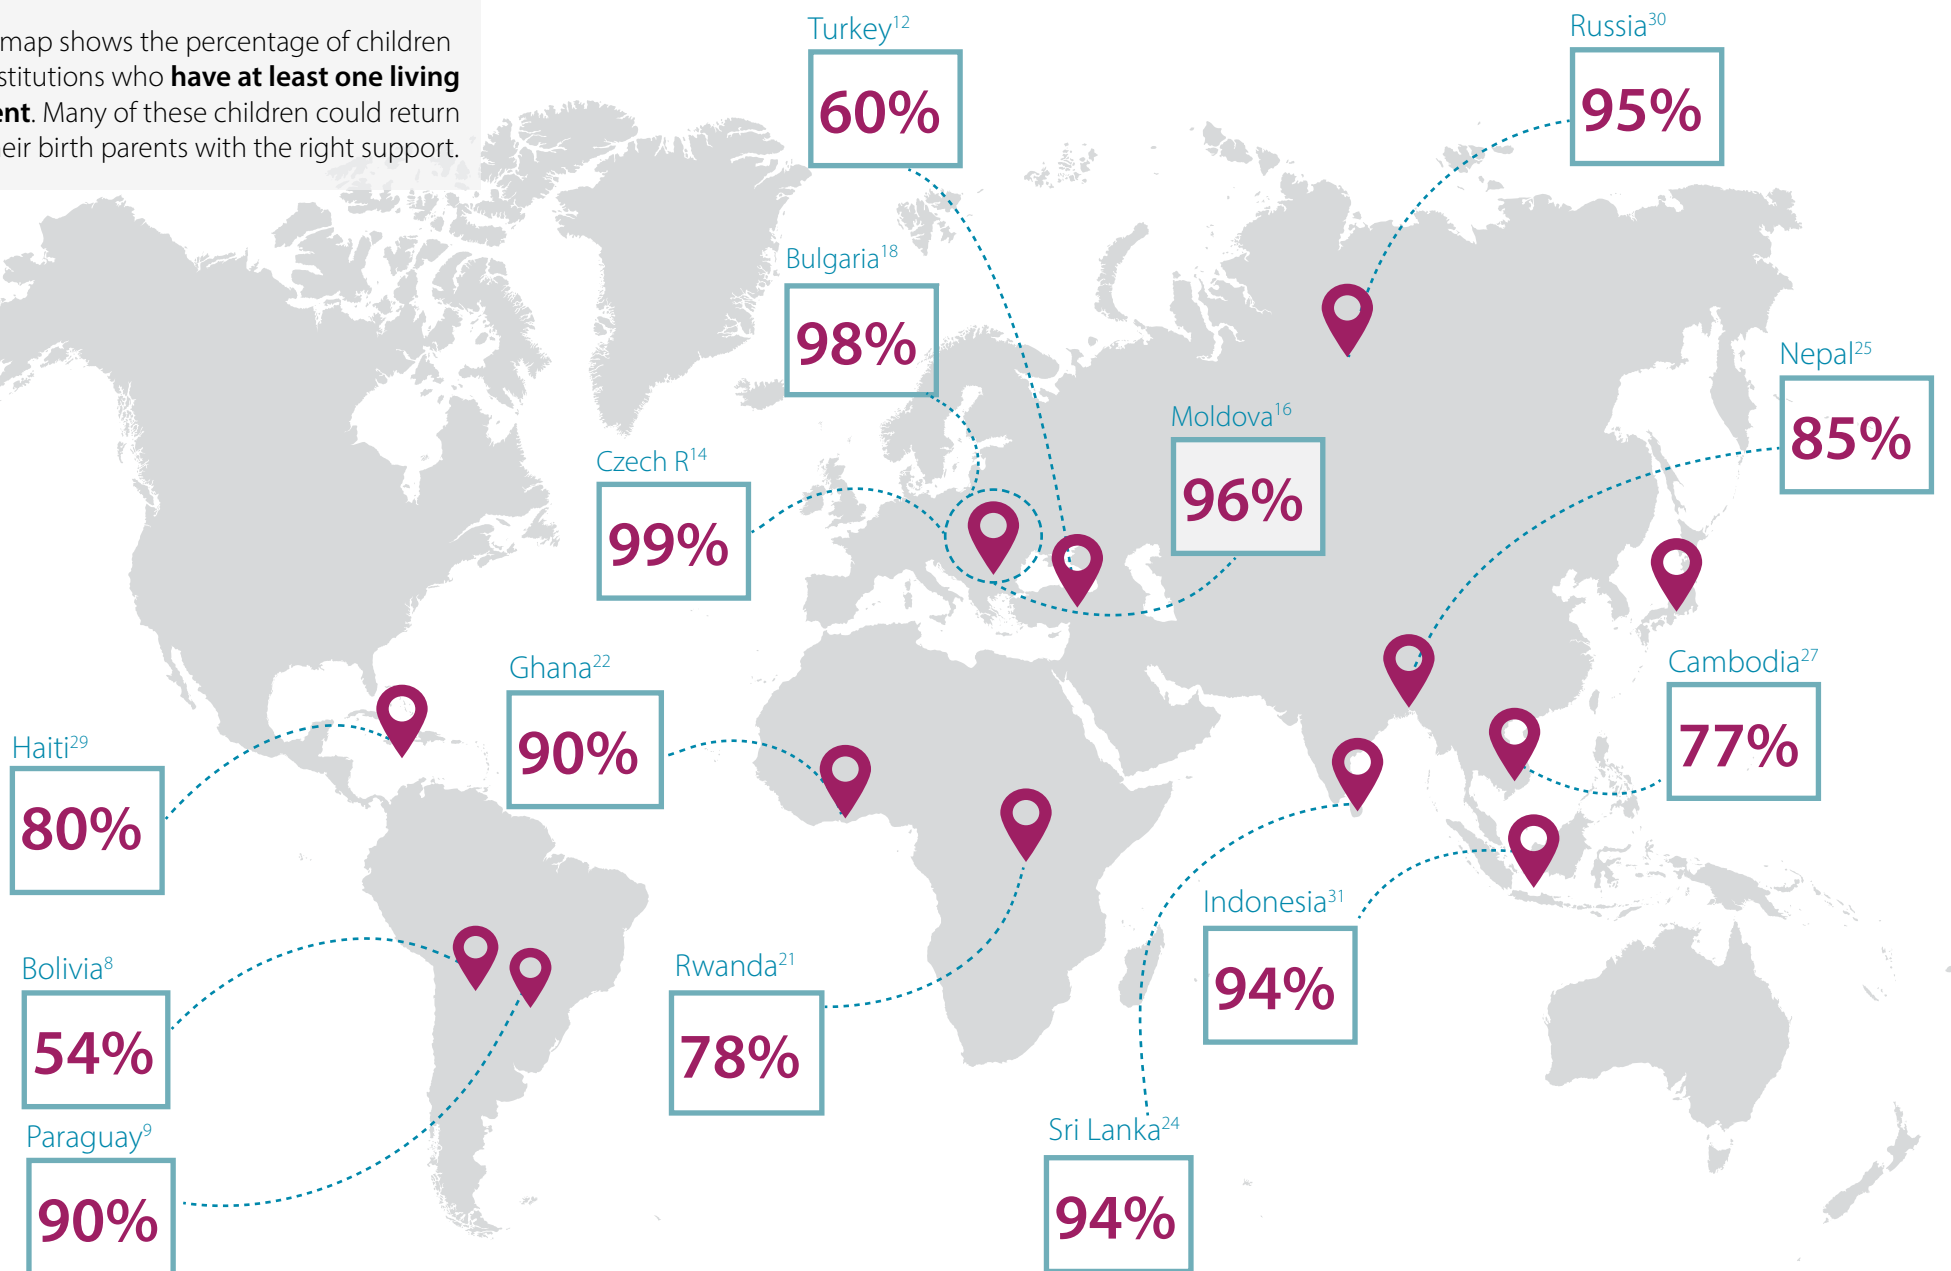 map shows the percentage of children
stitutions who have at least one living
ent. Many of these children could return
eir birth parents with the right support.
Turkey12
60%
Russia30
95%
Bulgaria18
98%
Nepal25
85%
Moldova16
96%
Czech R14
99%
Ghana22
90%
Cambodia27
77%
Haiti29
80%
Indonesia31
94%
Bolivia8
54%
Rwanda21
78%
Paraguay9
90%
Sri Lanka24
94%